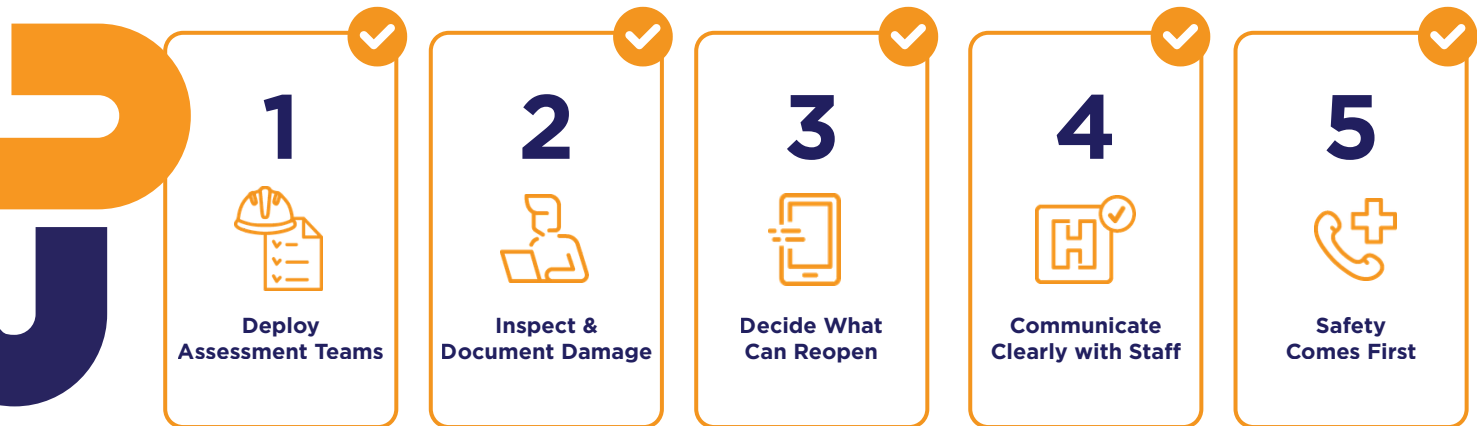 1
Deploy
Assessment Teams
2
Inspect &
Document Damage
3
Decide What
Can Reopen
4
Communicate
Clearly with Staff
5
Safety
Comes First